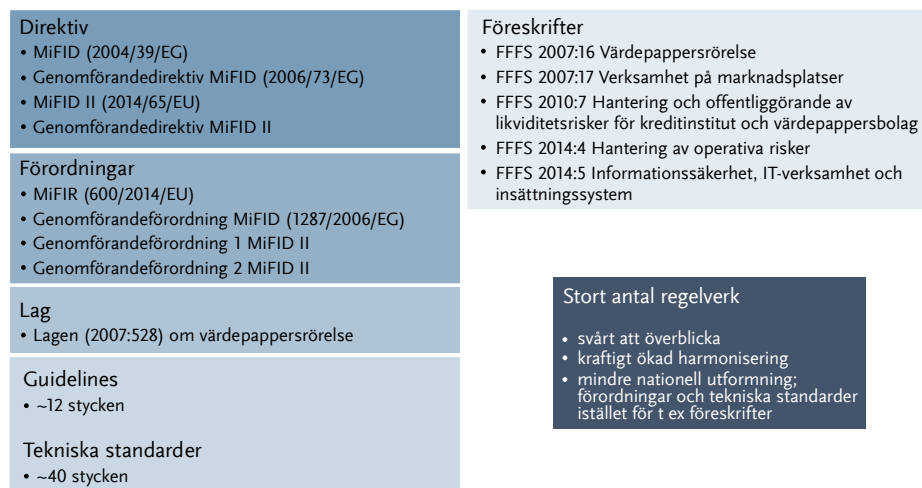 Direktiv
• MiFID (2004/39/EG)
• Genomförandedirektiv MiFID (2006/73/EG)
• MiFID II (2014/65/EU)
• Genomförandedirektiv MiFID II
Förordningar
• MiFIR (600/2014/EU)
• Genomförandeförordning MiFID (1287/2006/EG)
• Genomförandeförordning 1 MiFID II
• Genomförandeförordning 2 MiFID II
Lag
• Lagen (2007:528) om värdepappersrörelse
Guidelines
• ~12 stycken
Tekniska standarder
• ~40 stycken
Föreskrifter
• FFFS 2007:16 Värdepappersrörelse
• FFFS 2007:17 Verksamhet på marknadsplatser
• FFFS 2010:7 Hantering och offentliggörande av
likviditetsrisker för kreditinstitut och värdepappersbolag
• FFFS 2014:4 Hantering av operativa risker
• FFFS 2014:5 Informationssäkerhet, IT-verksamhet och
insättningssystem
Stort antal regelverk
• svårt att överblicka
• kraftigt ökad harmonisering
• mindre nationell utformning;
förordningar och tekniska standarder
istället för t ex föreskrifter